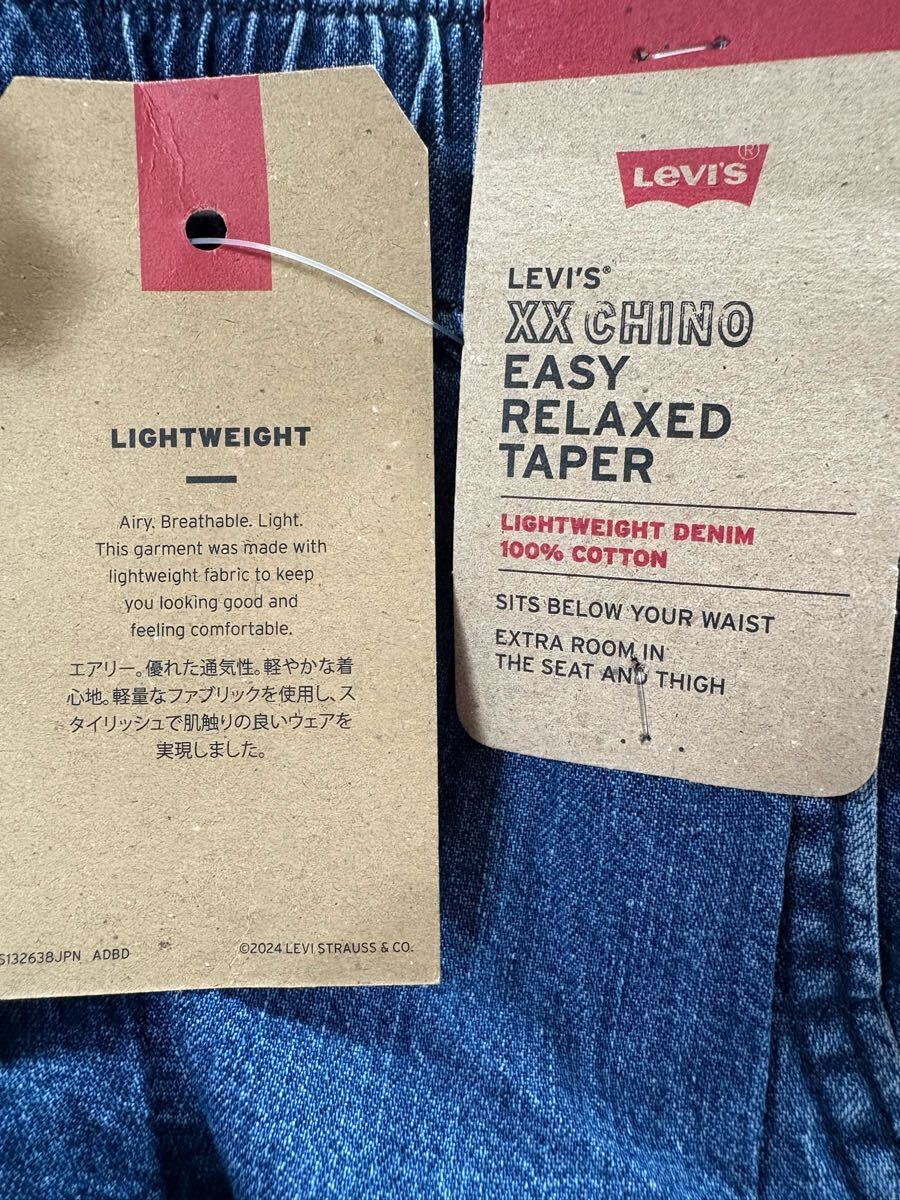 LIGHTWEIGHT
Airy. Breathable. Light.
This garment was made with
lightweight fabric to keep
you looking good and
feeling comfortable.
エアリー。優れた通気性。軽やかな着
心地。軽量なファブリックを使用し、ス
タイリッシュで肌触りの良いウェアを
実現しました。
S132638JPN ADBD
©2024 LEVI STRAUSS & CO.
LEVI'S ®
LEVI'S®
XX CHINO
EASY
RELAXED
TAPER
LIGHTWEIGHT DENIM
100% COTTON
SITS BELOW YOUR WAIST
EXTRA ROOM IN
THE SEAT AND THIGH